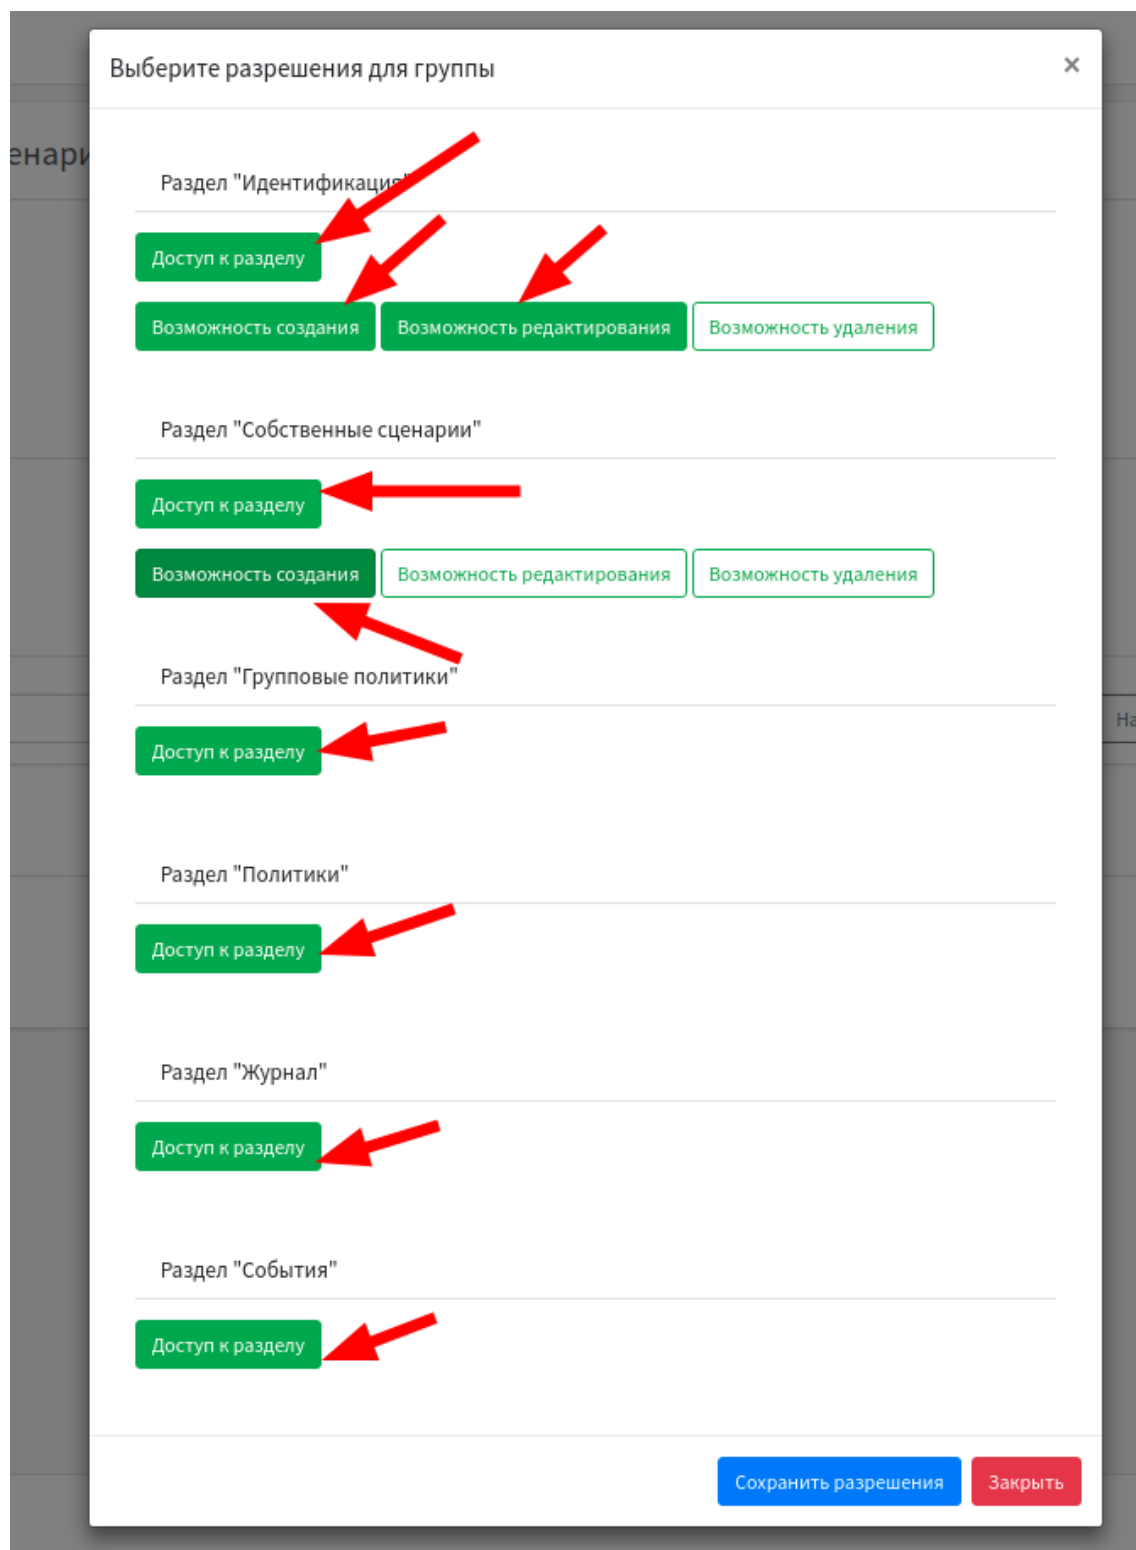 Выберите разрешения для группы ×
енари
Раздел "Идентификация"
Доступ к разделу
Возможность создания Возможность редактирования Возможность удаления
Раздел "Собственные сценарии"
Доступ к разделу
Возможность создания Возможность редактирования Возможность удаления
Раздел "Групповые политики"
На
Доступ к разделу
Раздел "Политики"
Доступ к разделу
Раздел "Журнал"
Доступ к разделу
Раздел "События"
Доступ к разделу
Сохранить разрешения Закрыть